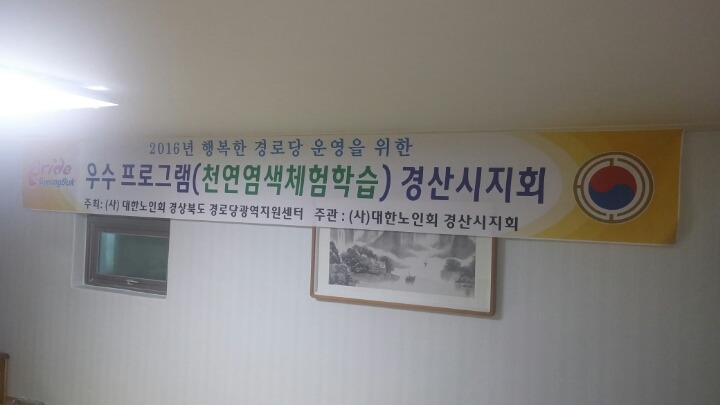 2016년 행복한 경로당 운영을 위한
Pride
GyeongBuk
우수 프로그램(천연염색체험학습) 경산시지회
주최: (사) 대한노인회 경상북도 경로당광역지원센터 주관 : (사)대한노인회 경산시지회